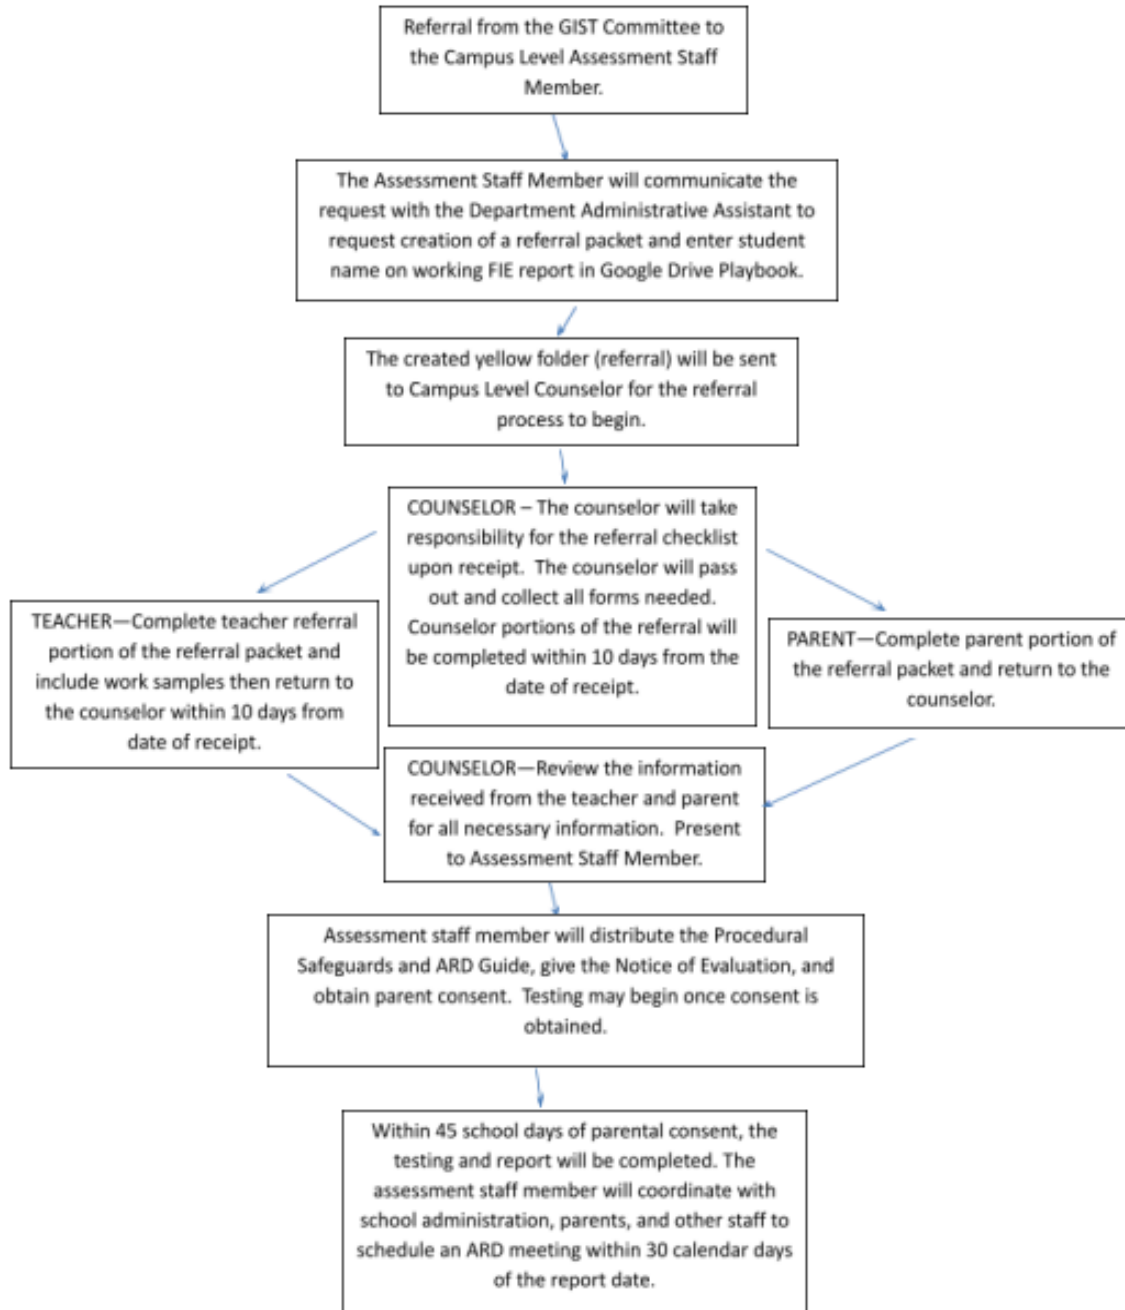 Referral from the GIST Committee to
the Campus Level Assessment Staff
Member.
The Assessment Staff Member will communicate the
request with the Department Administrative Assistant to
request creation of a referral packet and enter student
name on working FIE report in Google Drive Playbook.
The created yellow folder (referral) will be sent
to Campus Level Counselor for the referral
process to begin.
COUNSELOR – The counselor will take
responsibility for the referral checklist
upon receipt.  The counselor will pass
out and collect all forms needed.
Counselor portions of the referral will
be completed within 10 days from the
date of receipt.
TEACHER—Complete teacher referral
portion of the referral packet and
include work samples then return to
the counselor within 10 days from
date of receipt.
PARENT—Complete parent portion of
the referral packet and return to the
counselor.
COUNSELOR—Review the information
received from the teacher and parent
for all necessary information.  Present
to Assessment Staff Member.
Assessment staff member will distribute the Procedural
Safeguards and ARD Guide, give the Notice of Evaluation, and
obtain parent consent.  Testing may begin once consent is
obtained.
Within 45 school days of parental consent, the
testing and report will be completed. The
assessment staff member will coordinate with
school administration, parents, and other staff to
schedule an ARD meeting within 30 calendar days
of the report date.